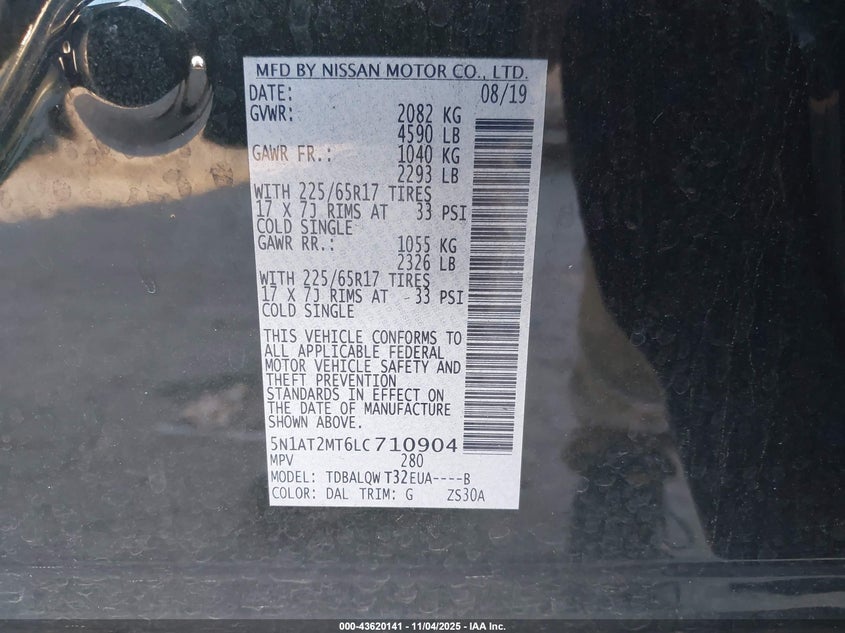 MFD BY NISSAN MOTOR CO., LTD.
DATE: 08/19
GVWR: 2082 KG
4590 LB
GAWR FR.: 1040 KG
2293 LB
WITH 225/65R17 TIRES
17 X 7J RIMS AT 33 PSI
COLD SINGLE
GAWR RR.: 1055 KG
2326 LB
WITH 225/65R17 TIRES
17 X 7J RIMS AT 33 PSI
COLD SINGLE
THIS VEHICLE CONFORMS TO
ALL APPLICABLE FEDERAL
MOTOR VEHICLE SAFETY AND
THEFT PREVENTION
STANDARDS IN EFFECT ON
THE DATE OF MANUFACTURE
SHOWN ABOVE.
5N1AT2MT6LC710904
MPV 280
MODEL: TDBALQW T32EUA----B
COLOR: DAL TRIM: G ZS30A
000-43620141 - 11/04/2025 - IAA Inc.